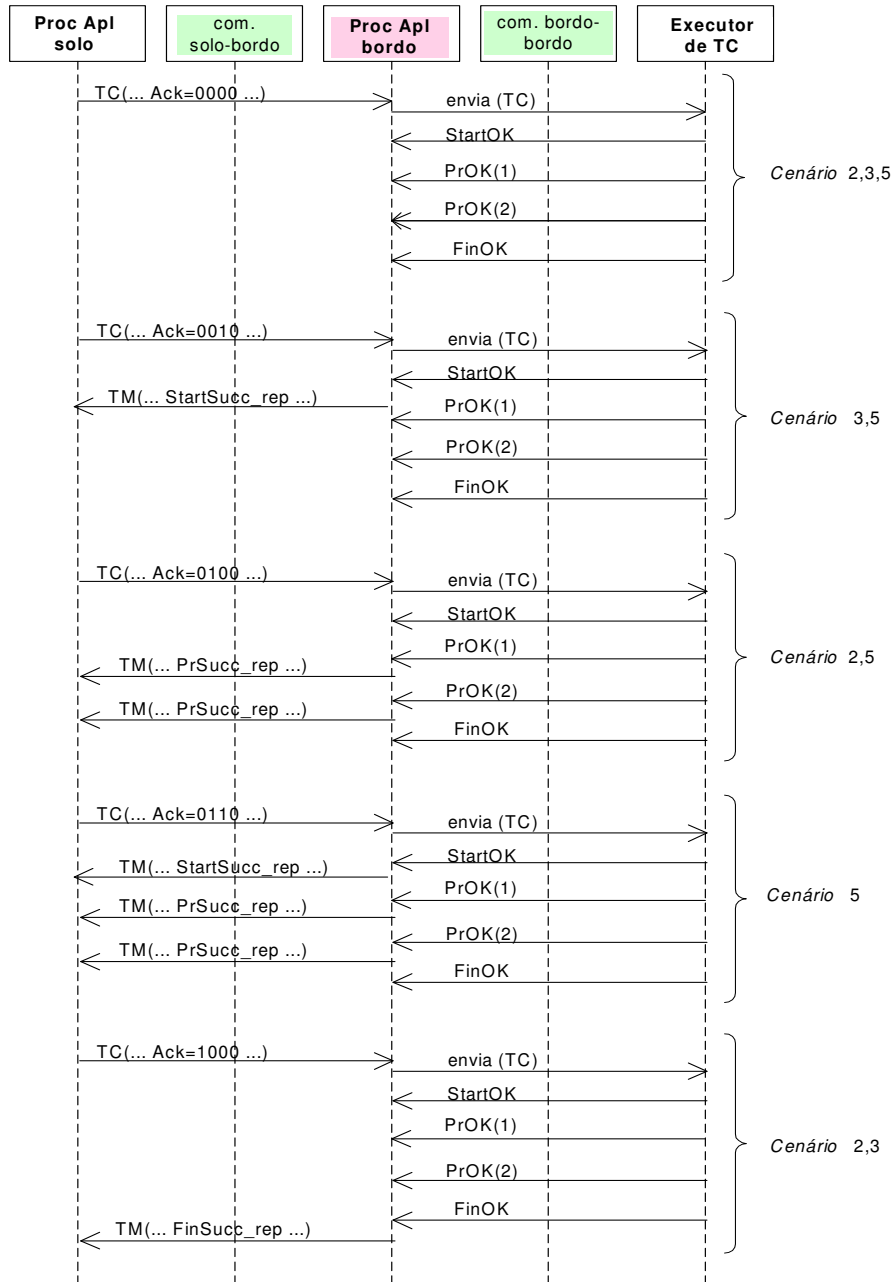 Proc Apl
solo
com.
solo-bordo
Proc Apl
bordo
com. bordo-
bordo
Executor
de TC
TC(... Ack=0000 ...)
envia (TC)
StartOK
PrOK(1)
PrOK(2)
FinOK
Cenário 2,3,5
TC(... Ack=0010 ...)
envia (TC)
StartOK
TM(... StartSucc_rep ...)
PrOK(1)
PrOK(2)
FinOK
Cenário 3,5
TC(... Ack=0100 ...)
envia (TC)
StartOK
PrOK(1)
TM(... PrSucc_rep ...)
PrOK(2)
TM(... PrSucc_rep ...)
FinOK
Cenário 2,5
TC(... Ack=0110 ...)
envia (TC)
StartOK
TM(... StartSucc_rep ...)
PrOK(1)
TM(... PrSucc_rep ...)
PrOK(2)
TM(... PrSucc_rep ...)
FinOK
Cenário 5
TC(... Ack=1000 ...)
envia (TC)
StartOK
PrOK(1)
PrOK(2)
FinOK
TM(... FinSucc_rep ...)
Cenário 2,3